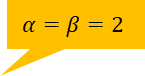 α = β = 2